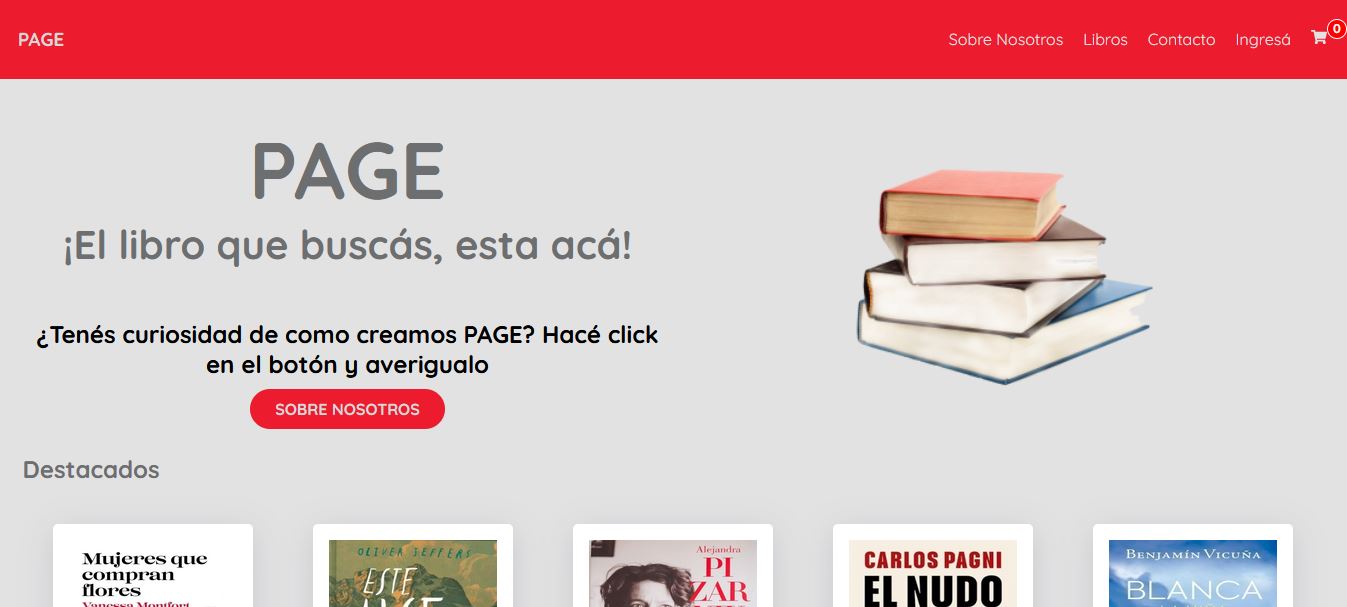 PAGE
Sobre Nosotros Libros Contacto Ingresá 0
PAGE
¡El libro que buscás, esta acá!
¿Tenés curiosidad de como creamos PAGE? Hacé click
en el botón y averigualo
SOBRE NOSOTROS
Destacados
Mujeres que
compran
flores
Vanessa Montfort
OLIVER JEFFERS
ESTE
Alejandra
PI
ZAR
CARLOS PAGNI
EL NUDO
BENJAMÍN VICUÑA
BLANCA